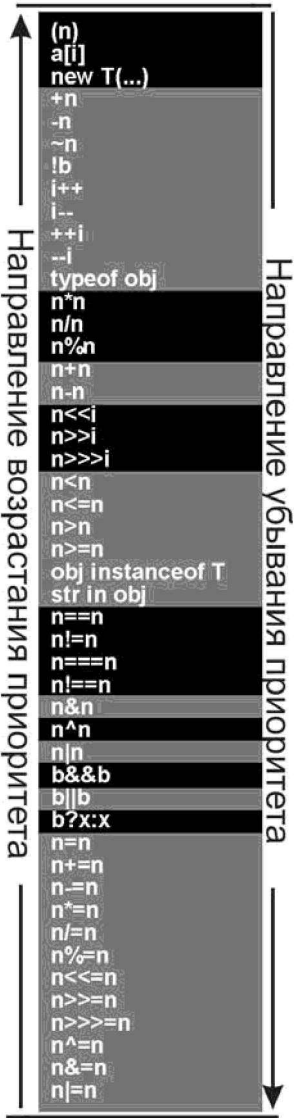 (n)
a[i]
new T(...)
+n
-n
~n
!b
i++
i--
++i
--i
typeof obj
n*n
n/n
n%n
n+n
n-n
n<<i
n>>i
n>>>i
n<n
n<=n
n>n
n>=n
obj instanceof T
str in obj
n==n
n!=n
n===n
n!==n
n&n
n^n
n|n
b&&b
b||b
b?x:x
n=n
n+=n
n-=n
n*=n
n/=n
n%=n
n<<=n
n>>=n
n>>>=n
n^=n
n&=n
n|=n
Направление возрастания приоритета
Направление убывания приоритета